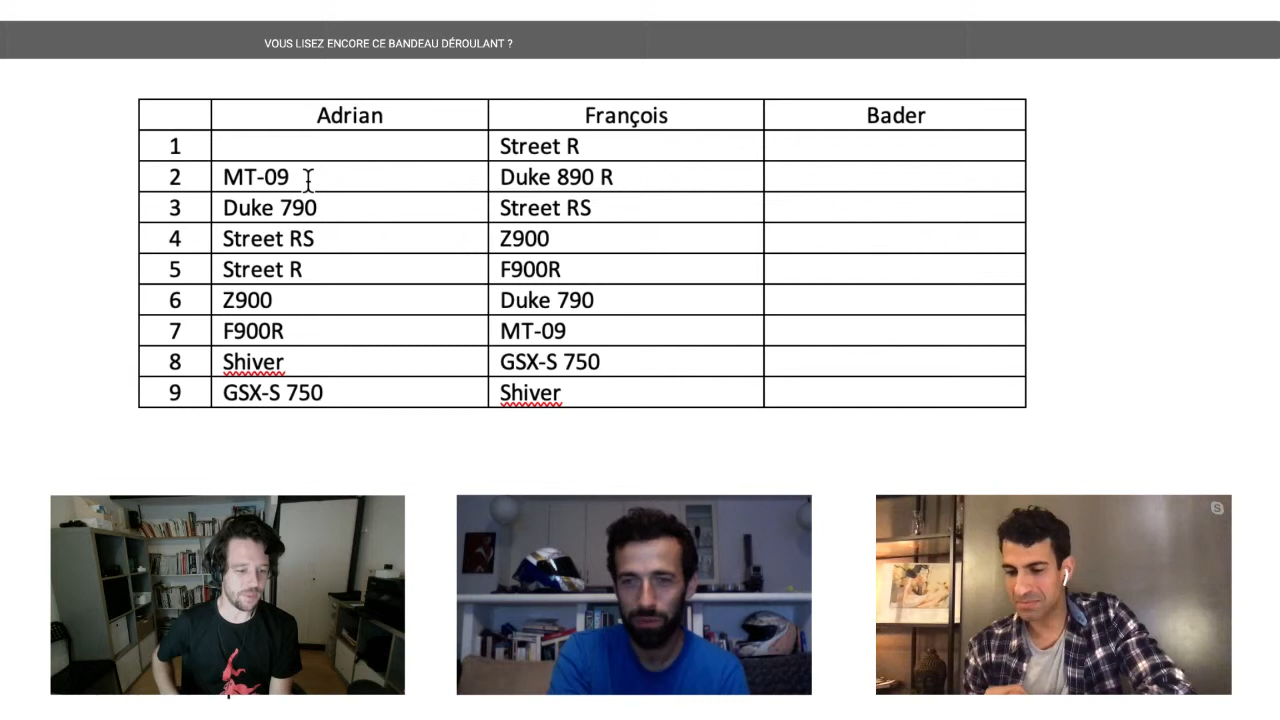 VOUS LISEZ ENCORE CE BANDEAU DÉROULANT ?
Adrian François Bader
1 Street R
2 MT-09 Duke 890 R
3 Duke 790 Street RS
4 Street RS Z900
5 Street R F900R
6 Z900 Duke 790
7 F900R MT-09
8 Shiver GSX-S 750
9 GSX-S 750 Shiver